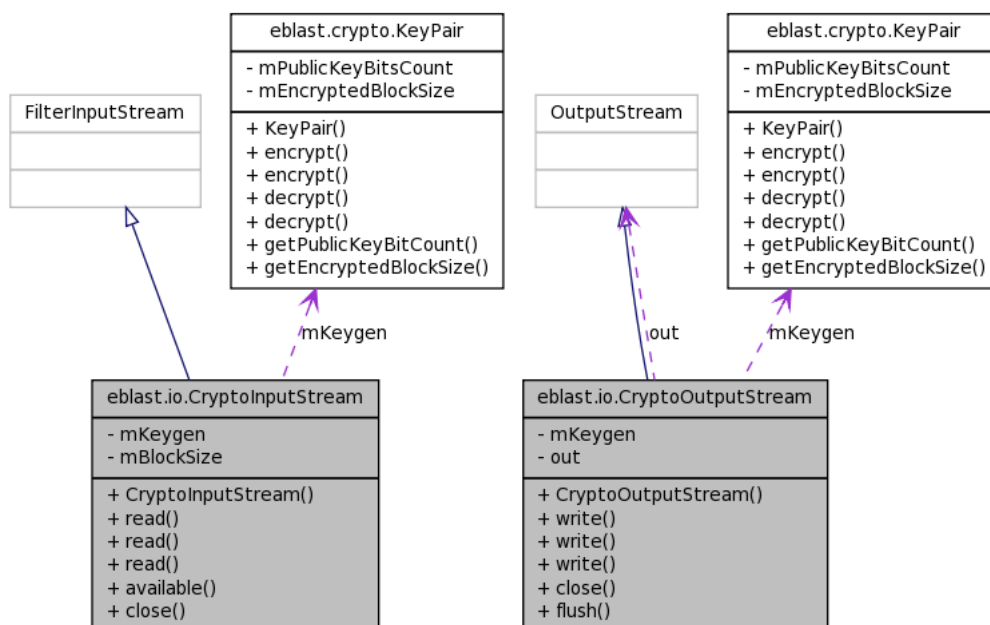 eblast.crypto.KeyPair
- mPublicKeyBitsCount
- mEncryptedBlockSize
+ KeyPair()
+ encrypt()
+ encrypt()
+ decrypt()
+ decrypt()
+ getPublicKeyBitCount()
+ getEncryptedBlockSize()
FilterInputStream
mKeygen
eblast.io.CryptoInputStream
- mKeygen
- mBlockSize
+ CryptoInputStream()
+ read()
+ read()
+ read()
+ available()
+ close()
eblast.crypto.KeyPair
- mPublicKeyBitsCount
- mEncryptedBlockSize
+ KeyPair()
+ encrypt()
+ encrypt()
+ decrypt()
+ decrypt()
+ getPublicKeyBitCount()
+ getEncryptedBlockSize()
OutputStream
out
mKeygen
eblast.io.CryptoOutputStream
- mKeygen
- out
+ CryptoOutputStream()
+ write()
+ write()
+ write()
+ close()
+ flush()